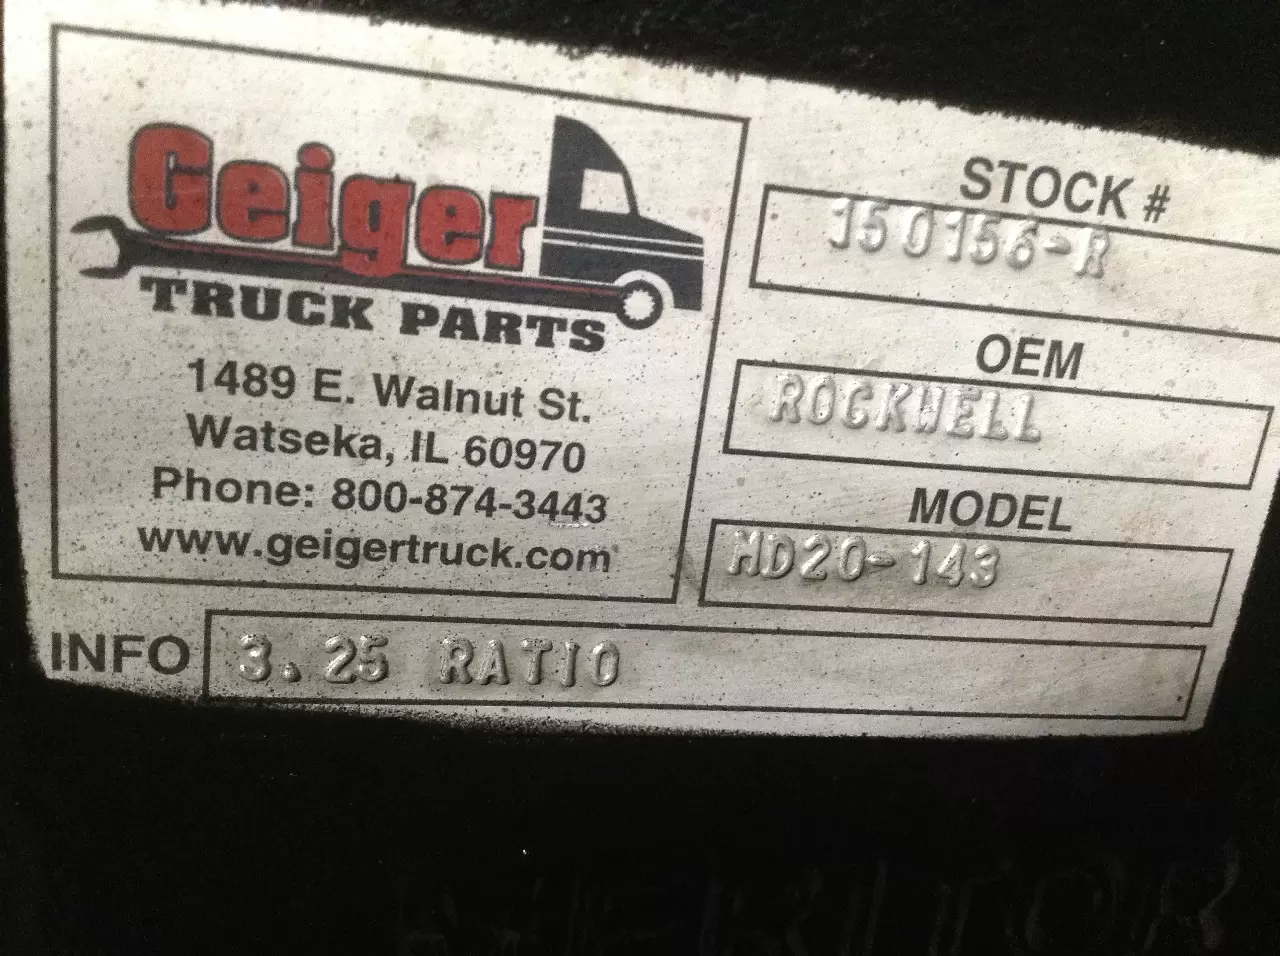 Geiger
TRUCK PARTS
1489 E. Walnut St.
Watseka, IL 60970
Phone: 800-874-3443
www.geigertruck.com
STOCK #
150156-R
OEM
ROCKWELL
MODEL
MD20-143
INFO 3.25 RATIO